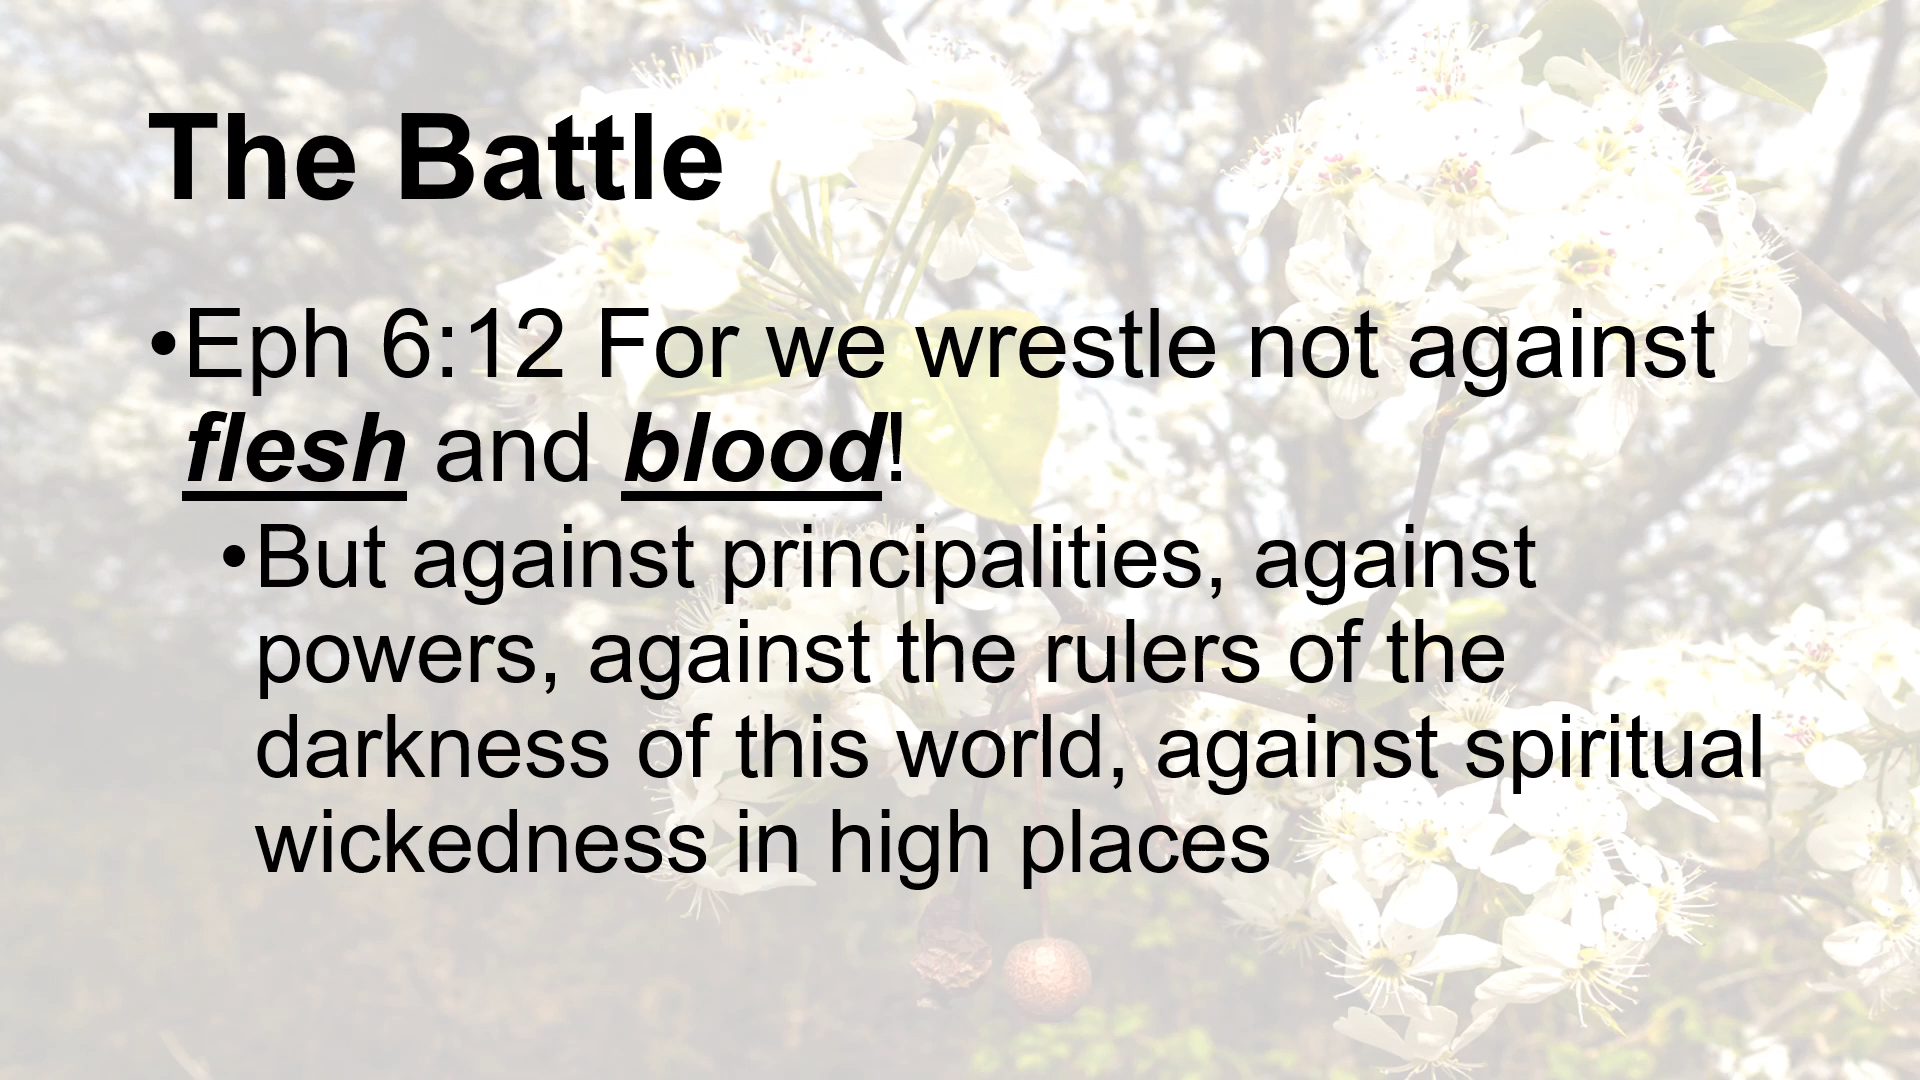 The Battle
•Eph 6:12 For we wrestle not against
flesh and blood!
•But against principalities, against
powers, against the rulers of the
darkness of this world, against spiritual
wickedness in high places